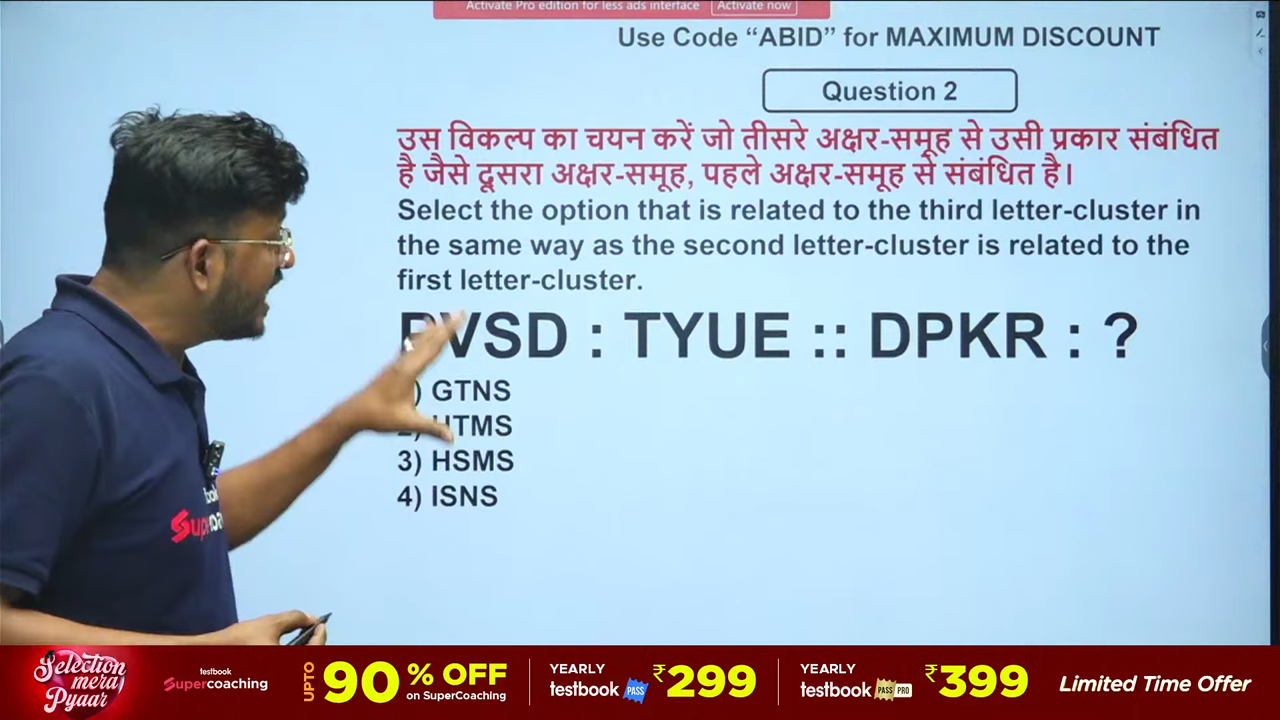 Activate Pro edition for less ads interface Activate now
Use Code “ABID” for MAXIMUM DISCOUNT
Question 2
उस विकल्प का चयन करें जो तीसरे अक्षर-समूह से उसी प्रकार संबंधित
है जैसे दूसरा अक्षर-समूह, पहले अक्षर-समूह से संबंधित है।
Select the option that is related to the third letter-cluster in
the same way as the second letter-cluster is related to the
first letter-cluster.
: TYUE :: DPKR : ?
GTNS
3) HSMS
4) ISNS
Selection mera Pyaar
testbook
Supercoaching
UPTO 90% OFF
on SuperCoaching
YEARLY
testbook PASS
₹299
YEARLY
testbook PASS PRO
₹399
Limited Time Offer